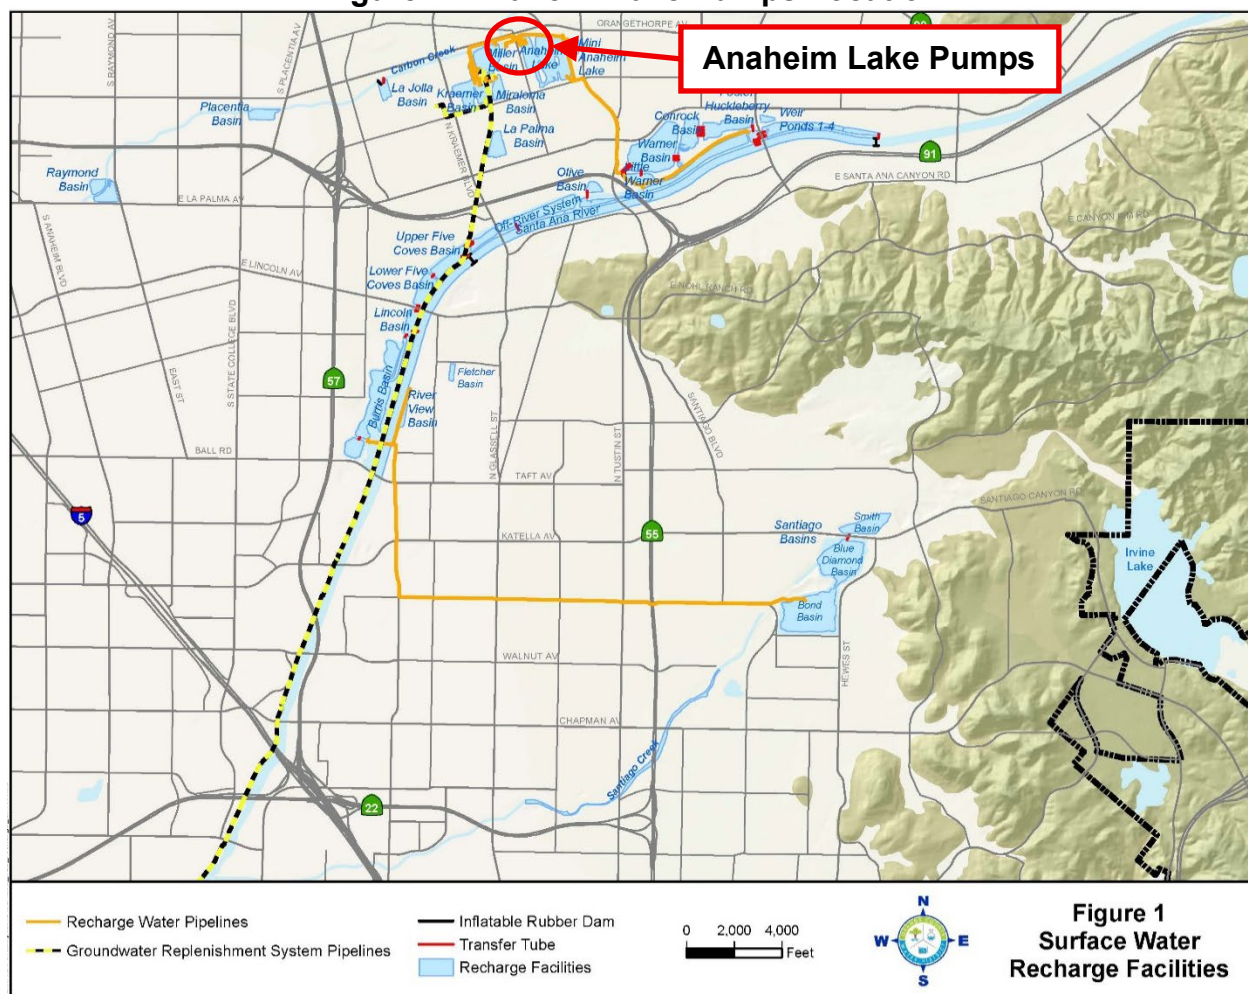 ORANGETHORPE AV
Anaheim Lake Pumps
S RAYMOND AV
S PLACENTIA AV
Carbon Creek
Miller
Basin
Mini
Anaheim
Lake
La Jolla
Basin
Kraemer
Basin
Miraloma
Basin
Placentia
Basin
N KRAEMER BLVD
La Palma
Basin
Huckleberry
Basin
Conrock
Basin
Weir
Ponds 1-4
Warner
Basin
Little
Warner
Basin
91
E SANTA ANA CANYON RD
Raymond
Basin
E LA PALMA AV
Olive
Basin
Off-River System
Santa Ana River
S ANAHEIM BLVD
E CANYON RIM RD
Upper Five
Coves Basin
E LINCOLN AV
Lower Five
Coves Basin
E NOHL RANCH RD
Lincoln
Basin
S STATE COLLEGE BLVD
EAST ST
57
Fletcher
Basin
Burris Basin
River
View
Basin
N GLASSELL ST
N TUSTIN ST
SANTIAGO BLVD
BALL RD
TAFT AV
SANTIAGO CANYON RD
5
KATELLA AV
55
Santiago
Basins
Smith
Basin
Blue
Diamond
Basin
Irvine
Lake
Bond
Basin
WALNUT AV
HEWES ST
CHAPMAN AV
Santiago Creek
22
Recharge Water Pipelines
Groundwater Replenishment System Pipelines
Inflatable Rubber Dam
Transfer Tube
Recharge Facilities
0 2,000 4,000
Feet
N
W E
S
Figure 1
Surface Water
Recharge Facilities